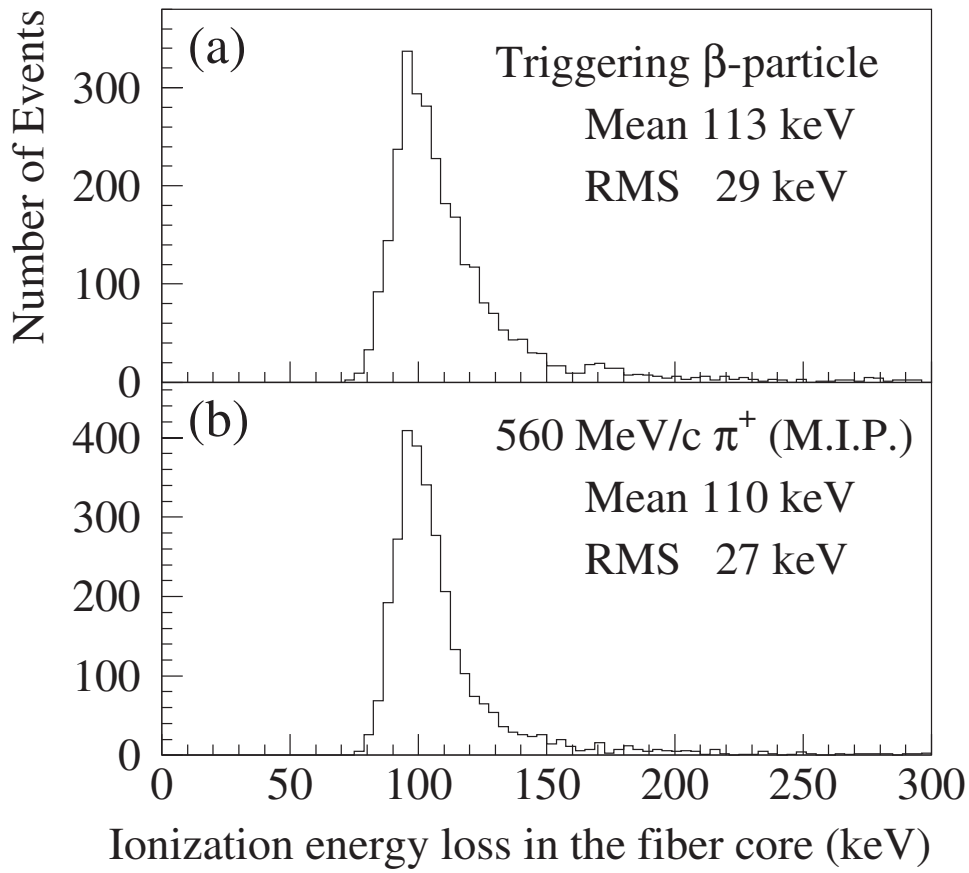 Number of Events
(a)
Triggering β-particle
Mean 113 keV
RMS 29 keV
300
200
100
0
(b)
560 MeV/c π⁺ (M.I.P.)
Mean 110 keV
RMS 27 keV
400
300
200
100
0
0 50 100 150 200 250 300
Ionization energy loss in the fiber core (keV)